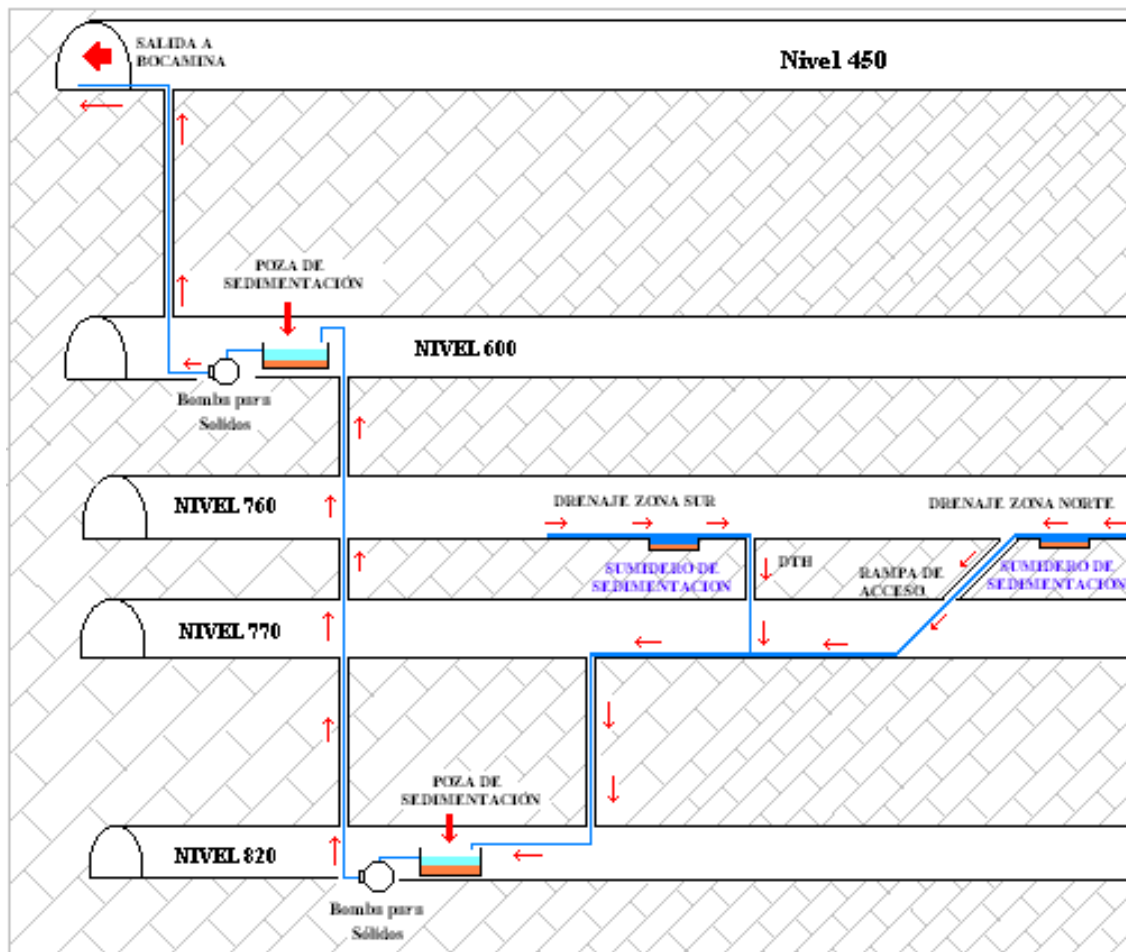 SALIDA A
BOCAMINA
Nivel 450
POZA DE
SEDIMENTACIÓN
NIVEL 600
Bomba para
Solidos
NIVEL 760
DRENAJE ZONA SUR
DRENAJE ZONA NORTE
SUMIDERO DE
SEDIMENTACION
DTH
RAMPA DE
ACCESO
SUMIDERO DE
SEDIMENTACION
NIVEL 770
POZA DE
SEDIMENTACIÓN
NIVEL 820
Bomba para
Sólidos